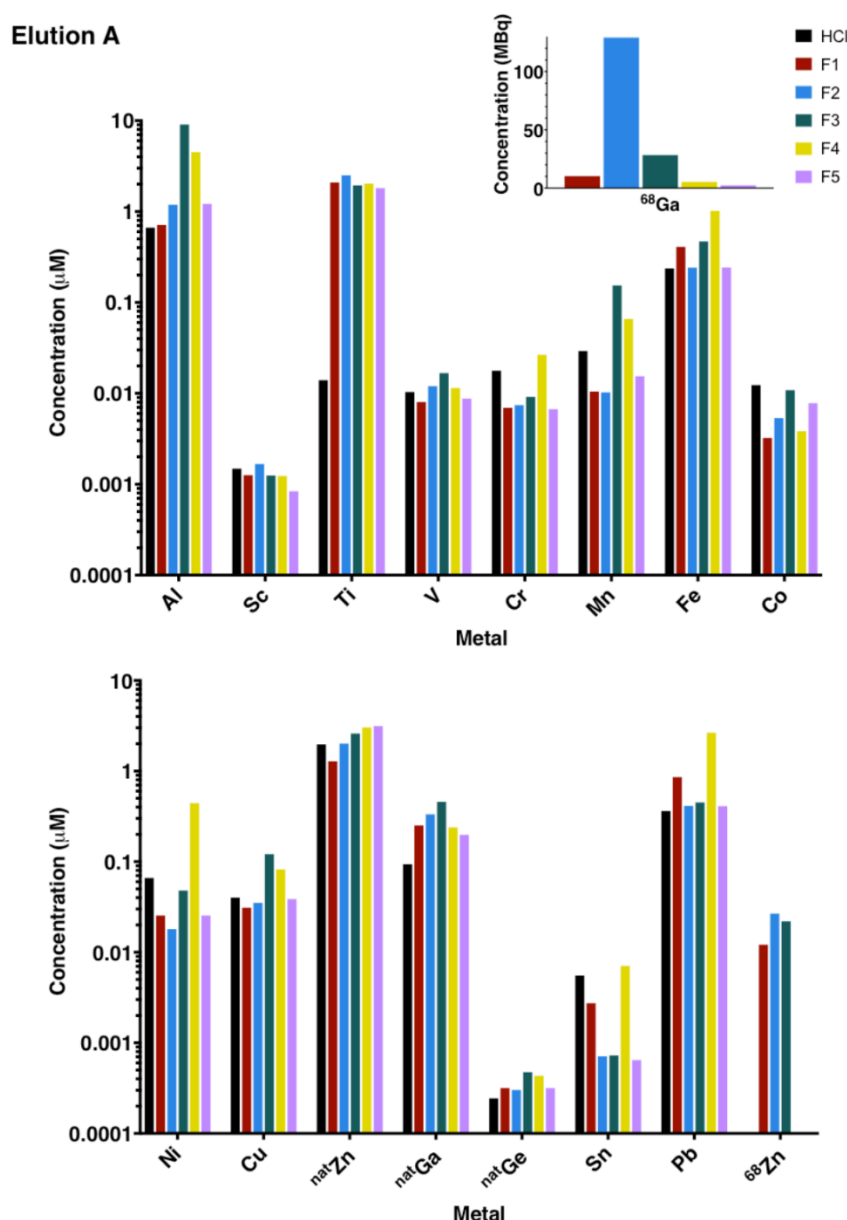 Elution A
Concentration (MBq)
100
50
0
⁶⁸Ga
HCl
F1
F2
F3
F4
F5
Concentration (μM)
10
1
0.1
0.01
0.001
0.0001
Al
Sc
Ti
V
Cr
Mn
Fe
Co
Metal
Concentration (μM)
10
1
0.1
0.01
0.001
0.0001
Ni
Cu
ⁿᵃᵗZn
ⁿᵃᵗGa
ⁿᵃᵗGe
Sn
Pb
⁶⁸Zn
Metal